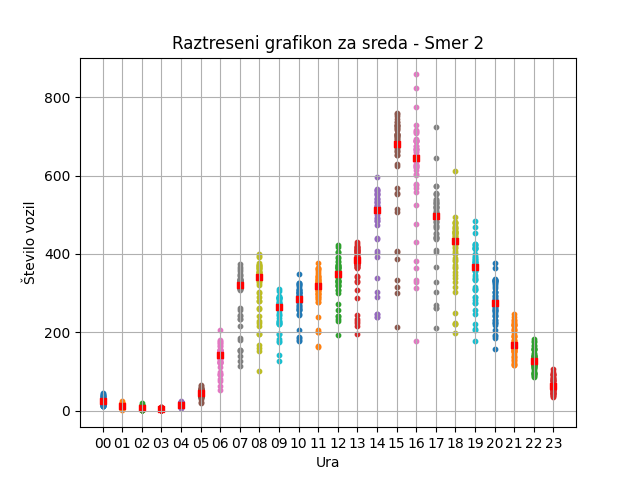 Raztreseni grafikon za sreda - Smer 2
Število vozil
800
600
400
200
0
00 01 02 03 04 05 06 07 08 09 10 11 12 13 14 15 16 17 18 19 20 21 22 23
Ura